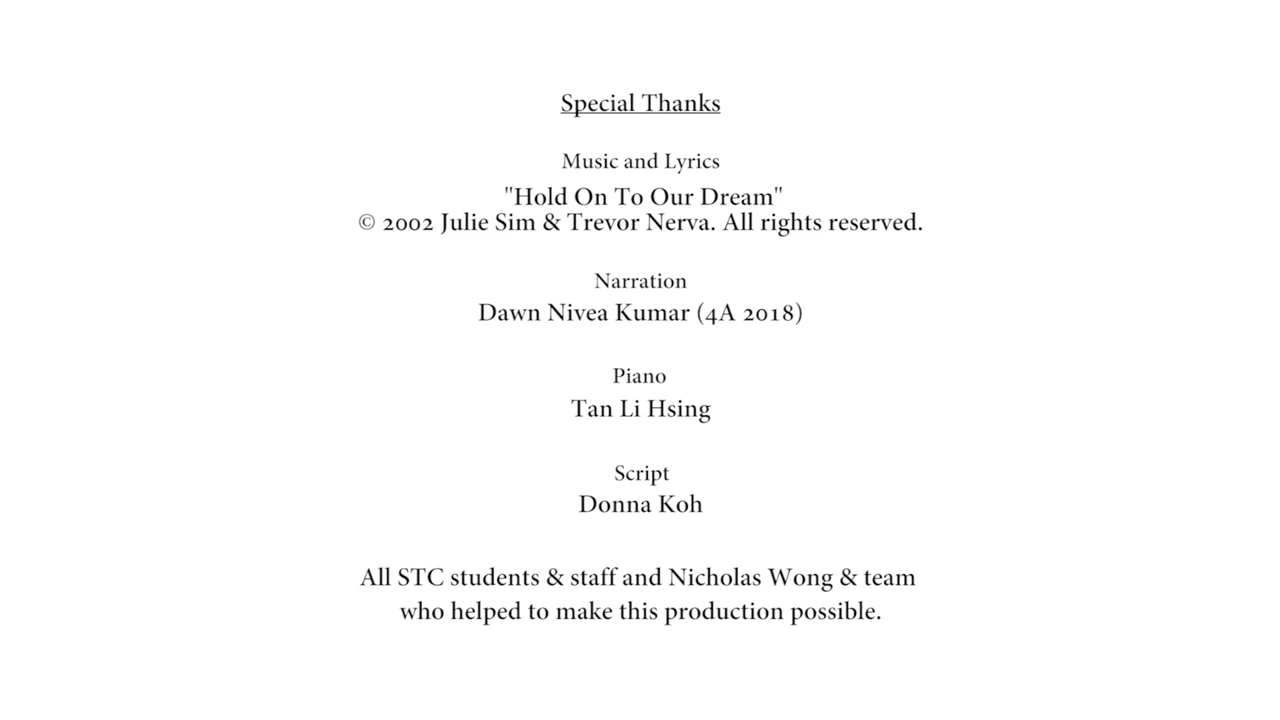 Special Thanks
Music and Lyrics
"Hold On To Our Dream"
© 2002 Julie Sim & Trevor Nerva. All rights reserved.
Narration
Dawn Nivea Kumar (4A 2018)
Piano
Tan Li Hsing
Script
Donna Koh
All STC students & staff and Nicholas Wong & team
who helped to make this production possible.